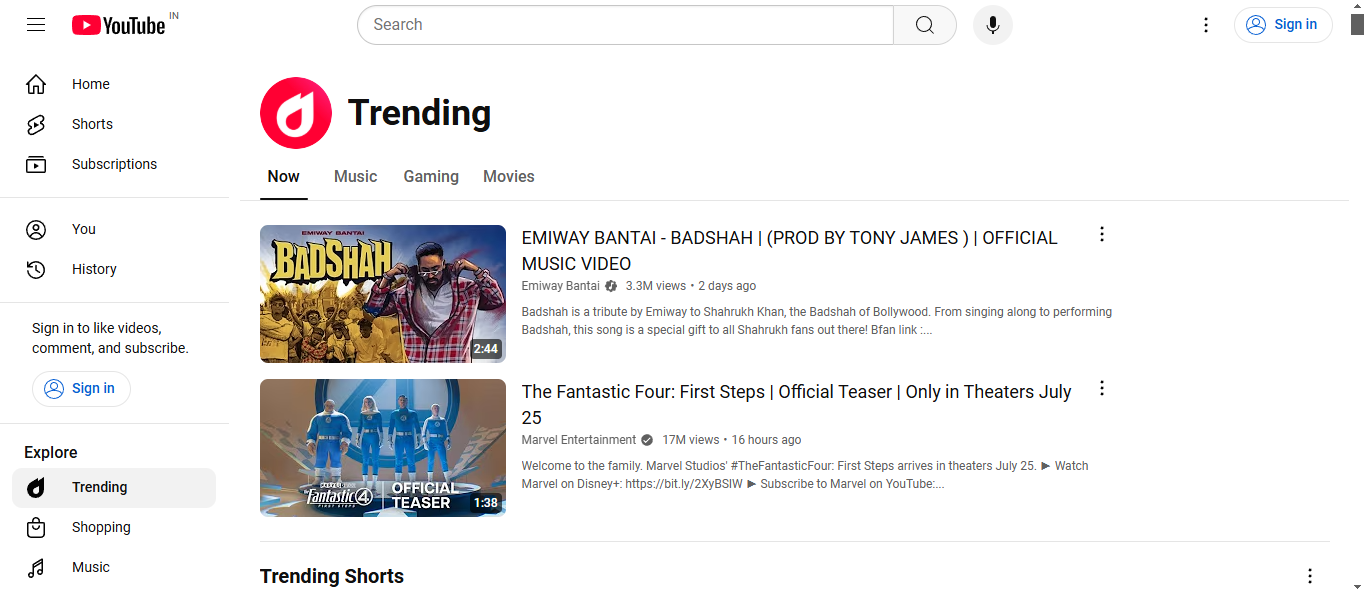 YouTube IN
Search
Sign in
Home
Shorts
Subscriptions
You
History
Sign in to like videos,
comment, and subscribe.
Sign in
Explore
Trending
Shopping
Music
Trending
Now Music Gaming Movies
EMIWAY BANTAI
BADSHAH
2:44
EMIWAY BANTAI - BADSHAH | (PROD BY TONY JAMES ) | OFFICIAL
MUSIC VIDEO
Emiway Bantai 3.3M views • 2 days ago
Badshah is a tribute by Emiway to Shahrukh Khan, the Badshah of Bollywood. From singing along to performing
Badshah, this song is a special gift to all Shahrukh fans out there! Bfan link :...
Fantastic 4
FIRST STEPS
OFFICIAL
TEASER
1:38
The Fantastic Four: First Steps | Official Teaser | Only in Theaters July
25
Marvel Entertainment 17M views • 16 hours ago
Welcome to the family. Marvel Studios' #TheFantasticFour: First Steps arrives in theaters July 25. ► Watch
Marvel on Disney+: https://bit.ly/2XyBSIW ► Subscribe to Marvel on YouTube:...
Trending Shorts